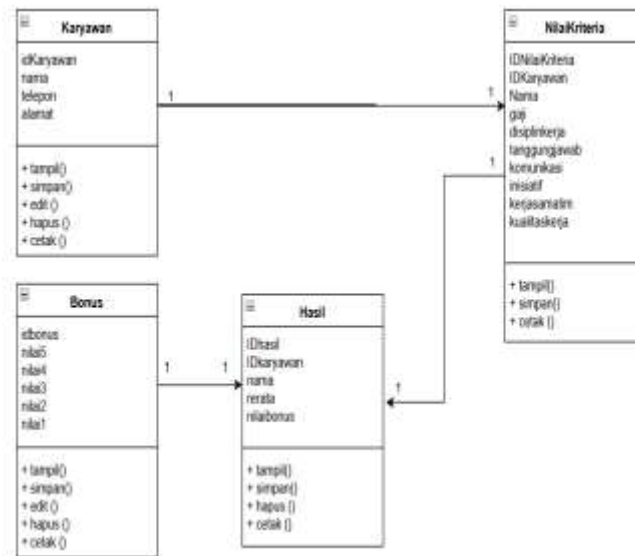 Karyawan
idKaryawan
nama
telepon
alamat
+ tampil()
+ simpan()
+ edit ()
+ hapus ()
+ cetak ()
1
1
NilaiKriteria
IDNilaiKriteria
IDKaryawan
Nama
gaji
disiplinkerja
tanggungjawab
komunikasi
inisiatif
kerjasamatim
kualitaskerja
+ tampil()
+ simpan()
+ cetak ()
1
1
Bonus
idbonus
nilai5
nilai4
nilai3
nilai2
nilai1
+ tampil()
+ simpan()
+ edit ()
+ hapus ()
+ cetak ()
1
1
Hasil
IDhasil
IDkaryawan
nama
rerata
nilaibonus
+ tampil()
+ simpan()
+ hapus ()
+ cetak ()